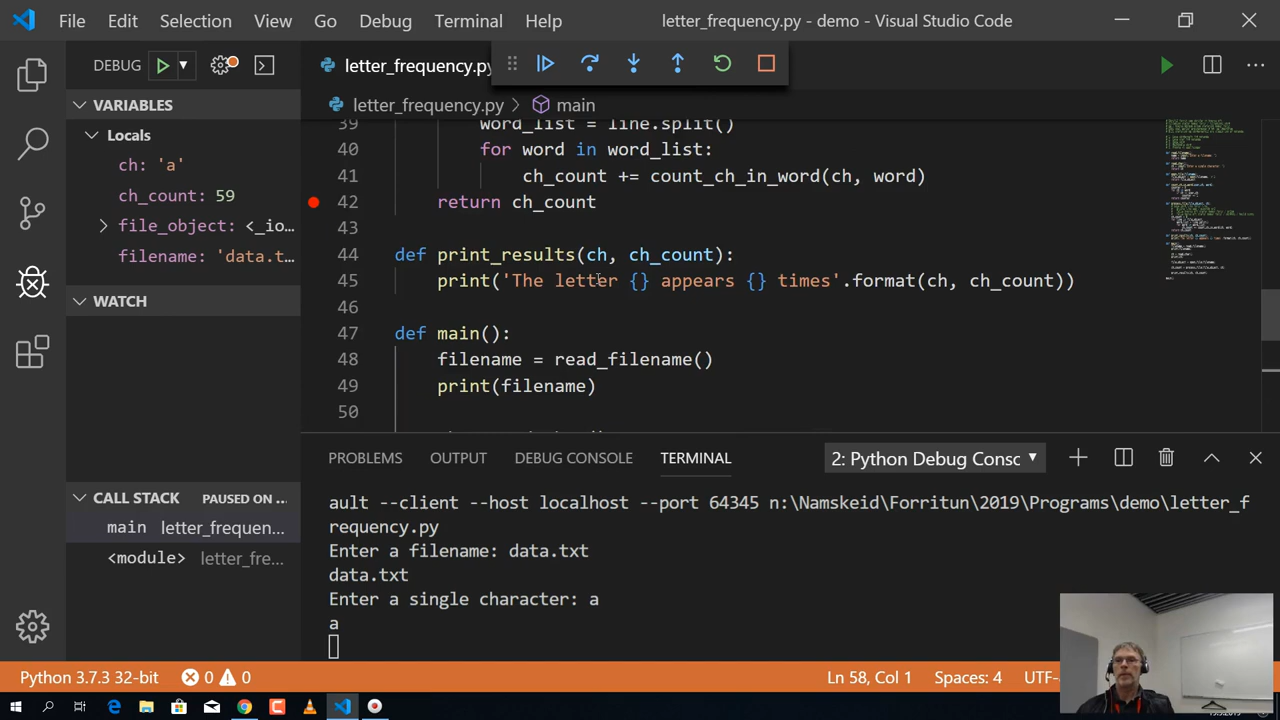 File Edit Selection View Go Debug Terminal Help letter_frequency.py - demo - Visual Studio Code
DEBUG
letter_frequency.py
VARIABLES
letter_frequency.py > main
Locals
ch: 'a'
ch_count: 59
file_object: <_io...
filename: 'data.t...
WATCH
39 word_list = line.split()
40 for word in word_list:
41 ch_count += count_ch_in_word(ch, word)
42 return ch_count
43
44 def print_results(ch, ch_count):
45 print('The letter {} appears {} times'.format(ch, ch_count))
46
47 def main():
48 filename = read_filename()
49 print(filename)
50
PROBLEMS OUTPUT DEBUG CONSOLE TERMINAL 2: Python Debug Consc
CALL STACK PAUSED ON ...
main letter_frequen...
<module> letter_fre...
ault --client --host localhost --port 64345 n:\Namskeid\Forritun\2019\Programs\demo\letter_f
requency.py
Enter a filename: data.txt
data.txt
Enter a single character: a
a
Python 3.7.3 32-bit 0 0 Ln 58, Col 1 Spaces: 4 UTF-